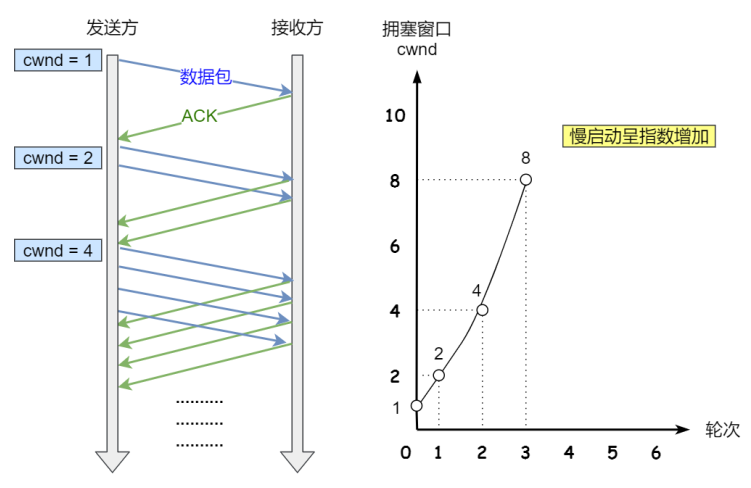 发送方
接收方
cwnd = 1
数据包
ACK
cwnd = 2
cwnd = 4
..........
..........
..........
拥塞窗口
cwnd
10
慢启动呈指数增加
8
8
6
4
4
2
2
1
轮次
0 1 2 3 4 5 6